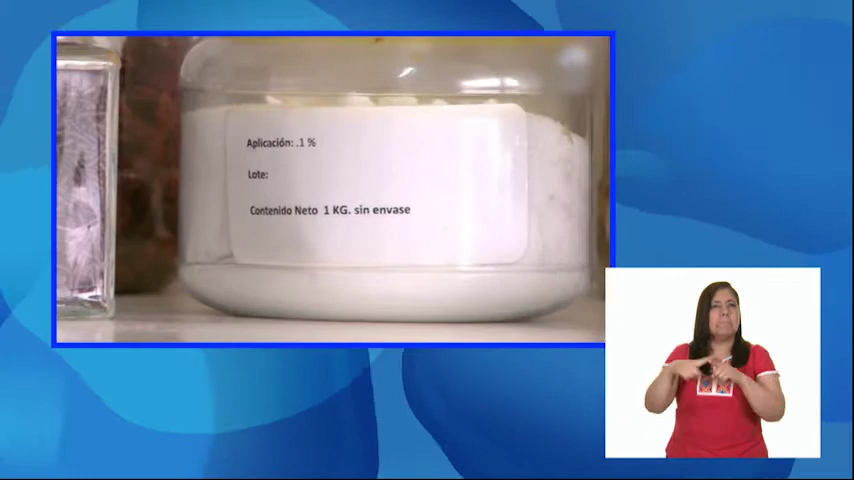 Aplicación: .1 %
Lote:
Contenido Neto 1 KG. sin envase